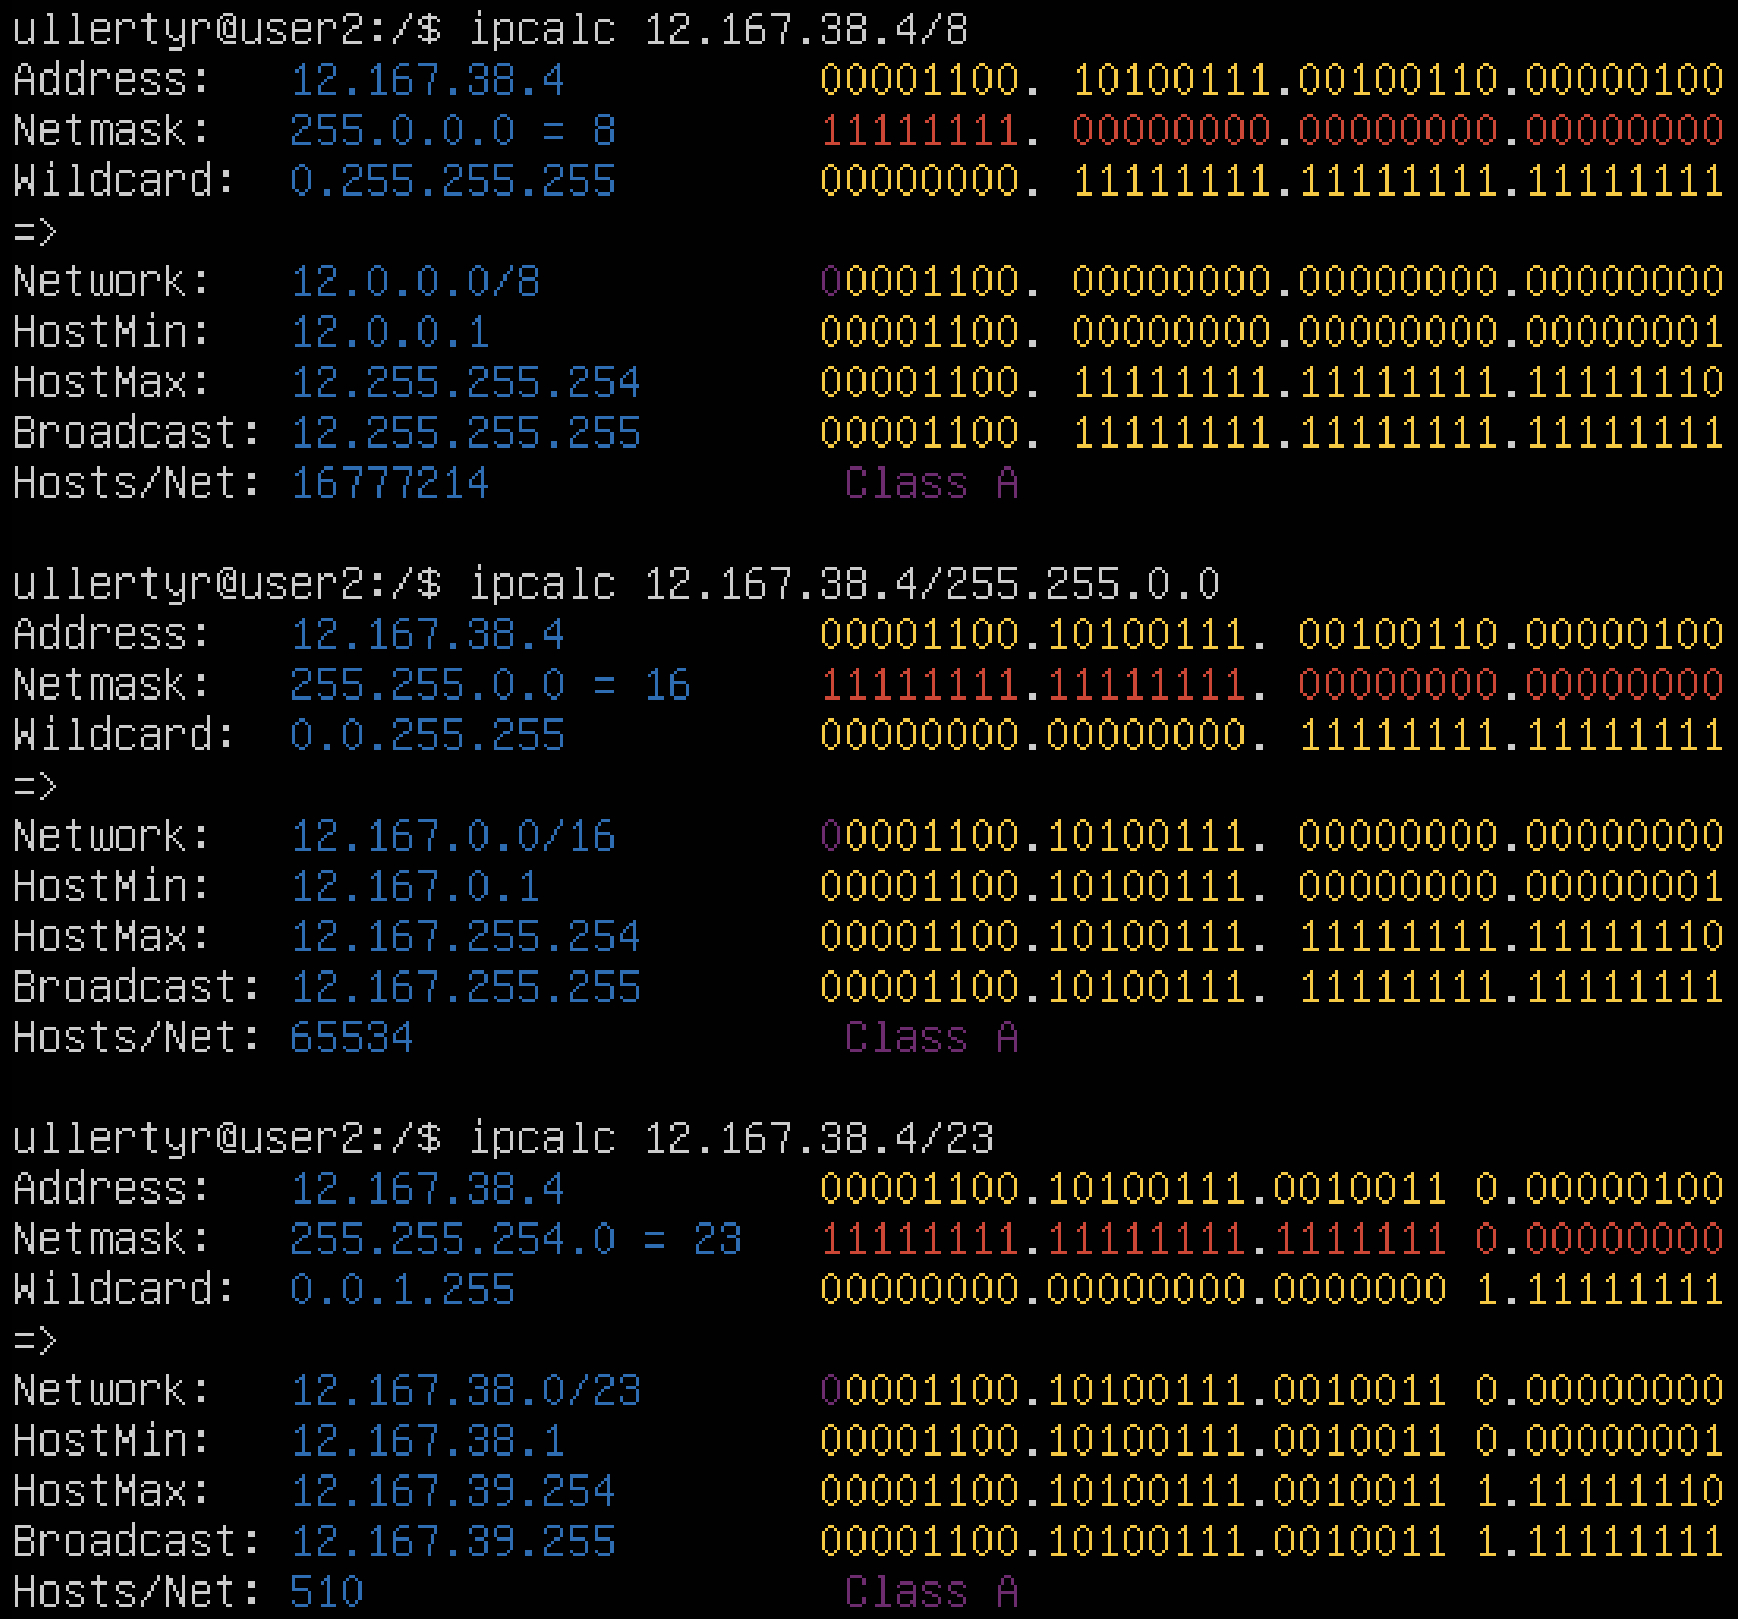 ullertyr@user2:/$ ipcalc 12.167.38.4/8
Address:   12.167.38.4          00001100. 10100111.00100110.00000100
Netmask:   255.0.0.0 = 8        11111111. 00000000.00000000.00000000
Wildcard:  0.255.255.255        00000000. 11111111.11111111.11111111
=>
Network:   12.0.0.0/8           00001100. 00000000.00000000.00000000
HostMin:   12.0.0.1             00001100. 00000000.00000000.00000001
HostMax:   12.255.255.254       00001100. 11111111.11111111.11111110
Broadcast: 12.255.255.255       00001100. 11111111.11111111.11111111
Hosts/Net: 16777214              Class A
ullertyr@user2:/$ ipcalc 12.167.38.4/255.255.0.0
Address:   12.167.38.4          00001100.10100111. 00100110.00000100
Netmask:   255.255.0.0 = 16     11111111.11111111. 00000000.00000000
Wildcard:  0.0.255.255          00000000.00000000. 11111111.11111111
=>
Network:   12.167.0.0/16        00001100.10100111. 00000000.00000000
HostMin:   12.167.0.1           00001100.10100111. 00000000.00000001
HostMax:   12.167.255.254       00001100.10100111. 11111111.11111110
Broadcast: 12.167.255.255       00001100.10100111. 11111111.11111111
Hosts/Net: 65534                 Class A
ullertyr@user2:/$ ipcalc 12.167.38.4/23
Address:   12.167.38.4          00001100.10100111.0010011 0.00000100
Netmask:   255.255.254.0 = 23   11111111.11111111.1111111 0.00000000
Wildcard:  0.0.1.255            00000000.00000000.0000000 1.11111111
=>
Network:   12.167.38.0/23       00001100.10100111.0010011 0.00000000
HostMin:   12.167.38.1          00001100.10100111.0010011 0.00000001
HostMax:   12.167.39.254        00001100.10100111.0010011 1.11111110
Broadcast: 12.167.39.255        00001100.10100111.0010011 1.11111111
Hosts/Net: 510                   Class A